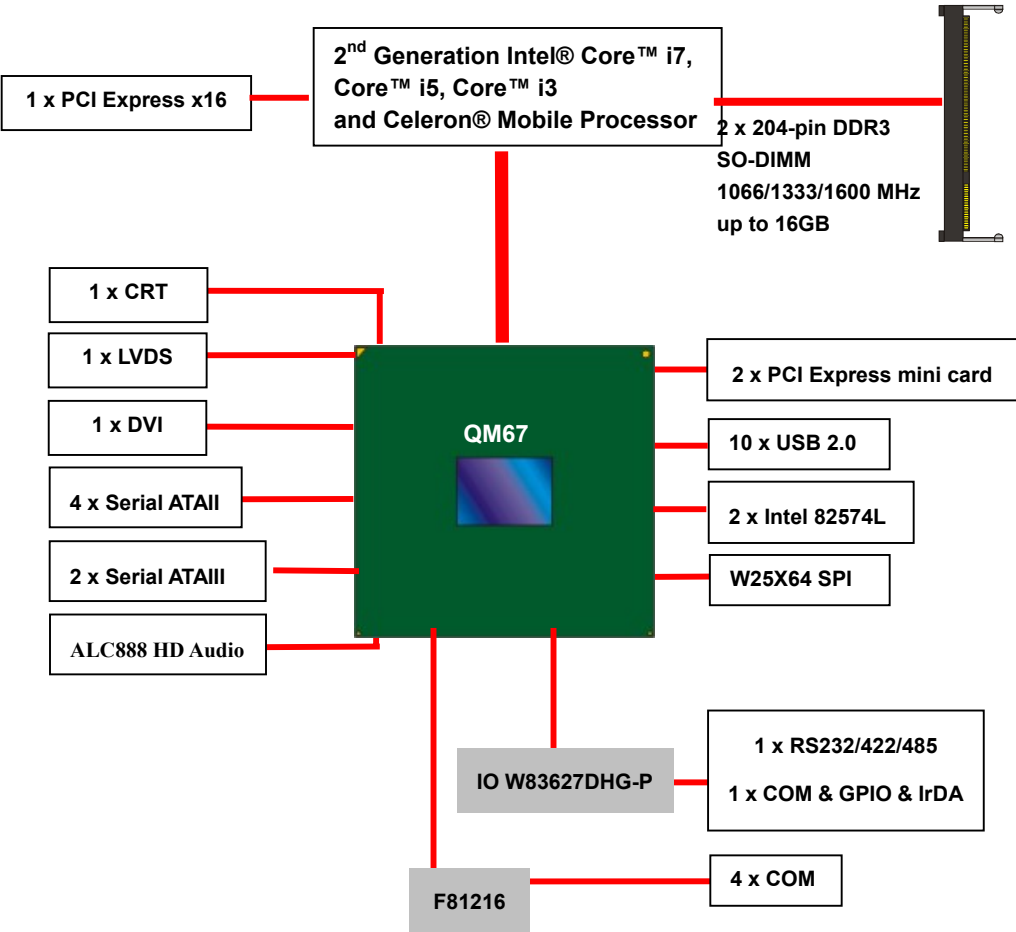 2nd Generation Intel® Core™ i7,
Core™ i5, Core™ i3
and Celeron® Mobile Processor
1 x PCI Express x16
2 x 204-pin DDR3
SO-DIMM
1066/1333/1600 MHz
up to 16GB
1 x CRT
1 x LVDS
1 x DVI
4 x Serial ATAII
2 x Serial ATAIII
ALC888 HD Audio
QM67
2 x PCI Express mini card
10 x USB 2.0
2 x Intel 82574L
W25X64 SPI
IO W83627DHG-P
1 x RS232/422/485
1 x COM & GPIO & IrDA
F81216
4 x COM